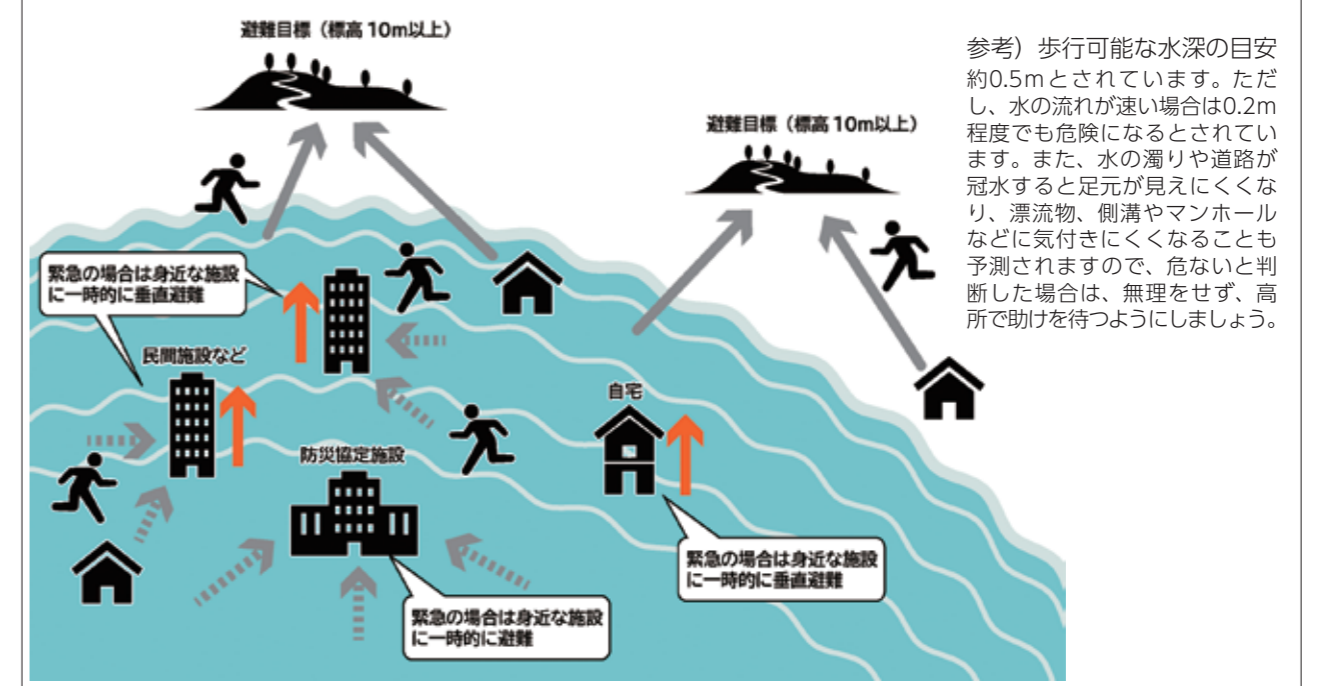 避難目標（標高 10m以上）
避難目標（標高 10m以上）
緊急の場合は身近な施設
に一時的に垂直避難
民間施設など
防災協定施設
自宅
緊急の場合は身近な施設
に一時的に垂直避難
緊急の場合は身近な施設
に一時的に避難
参考）歩行可能な水深の目安
約0.5mとされています。ただ
し、水の流れが速い場合は0.2m
程度でも危険になるとされてい
ます。また、水の濁りや道路が
冠水すると足元が見えにくくな
り、漂流物、側溝やマンホール
などに気付きにくくなることも
予測されますので、危ないと判
断した場合は、無理をせず、高
所で助けを待つようにしましょう。